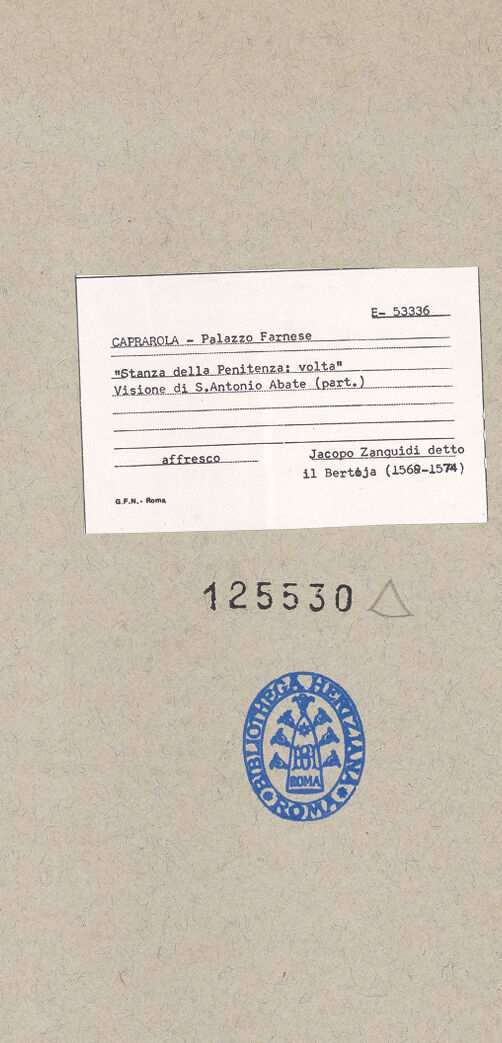 E- 53336
CAPRAROLA - Palazzo Farnese
"Stanza della Penitenza: volta"
Visione di S.Antonio Abate (part.)
affresco
Jacopo Zanguidi detto
il Bertoja (1568-1574)
G.F.N. - Roma
125530
BIBLIOTHECA HERTZIANA
ROMA
ROMA